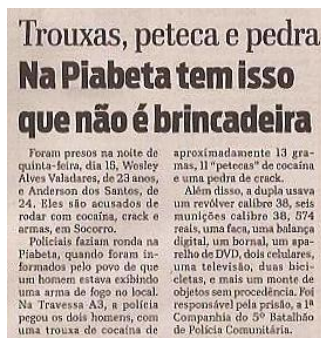 Trouxas, peteca e pedra
Na Piabeta tem isso
que não é brincadeira
Foram presos na noite de
quinta-feira, dia 15, Wesley
Alves Valadares, de 23 anos,
e Anderson dos Santos, de
24. Eles são acusados de
rodar com cocaína, crack e
armas, em Socorro.
Policiais faziam ronda na
Piabeta, quando foram in-
formados pelo povo de que
um homem estava exibindo
uma arma de fogo no local.
Na Travessa A3, a polícia
pegou os dois homens, com
uma trouxa de cocaína de
aproximadamente 13 gra-
mas, 11 "petecas" de cocaína
e uma pedra de crack.
Além disso, a dupla usava
um revólver calibre 38, seis
munições calibre 38, 574
reais, uma faca, uma balança
digital, um bornal, um apa-
relho de DVD, dois celulares,
uma televisão, duas bici-
cletas, e mais um monte de
objetos sem procedência. Foi
responsável pela prisão, a 1ª
Companhia do 5º Batalhão
de Polícia Comunitária.